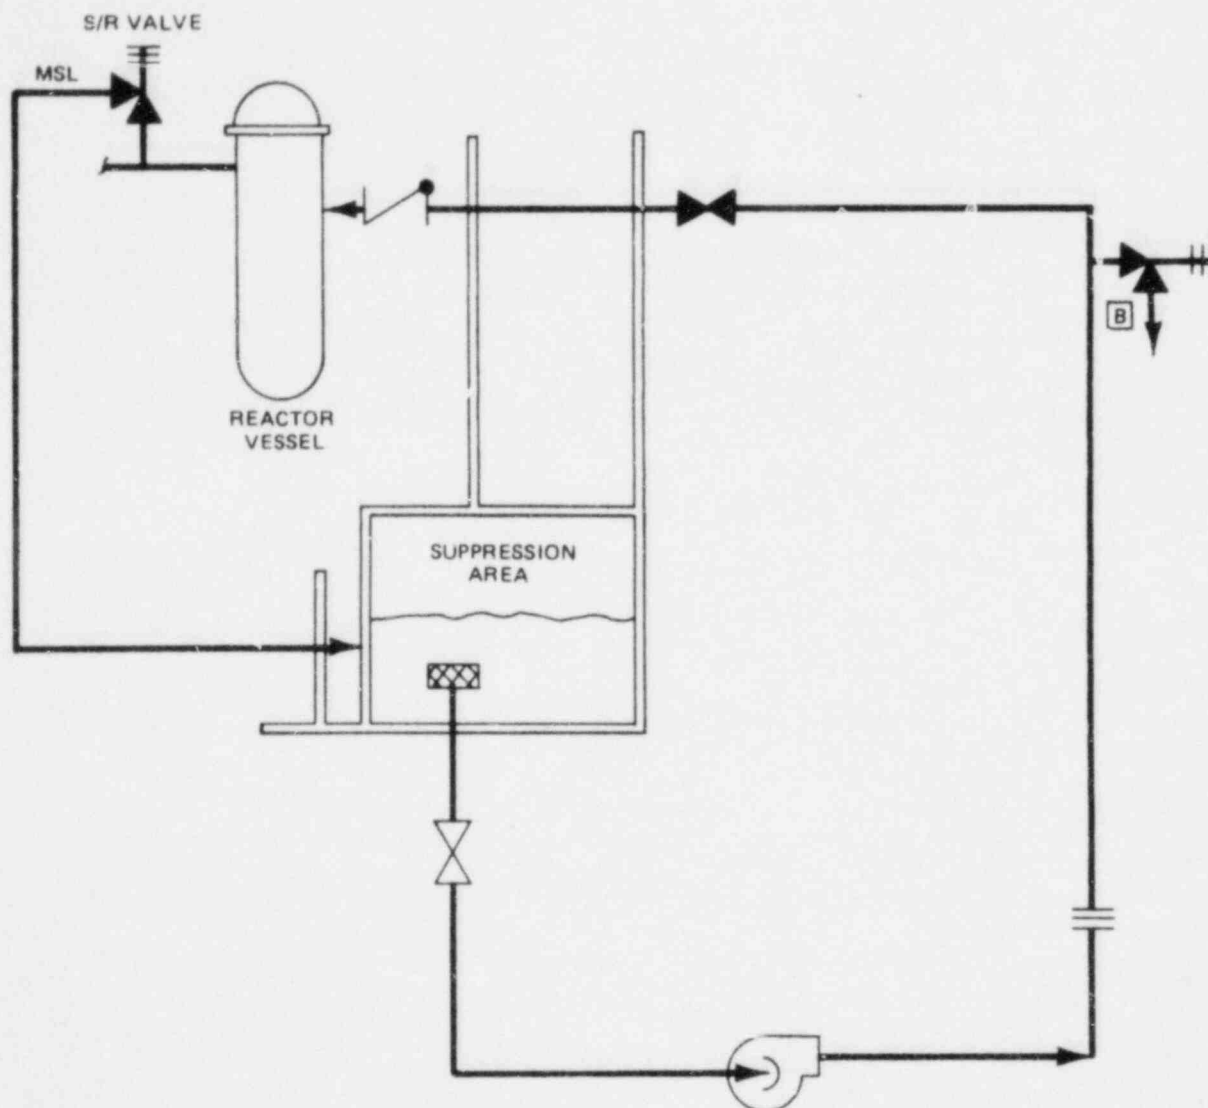 S/R VALVE
MSL
B
REACTOR
VESSEL
SUPPRESSION
AREA